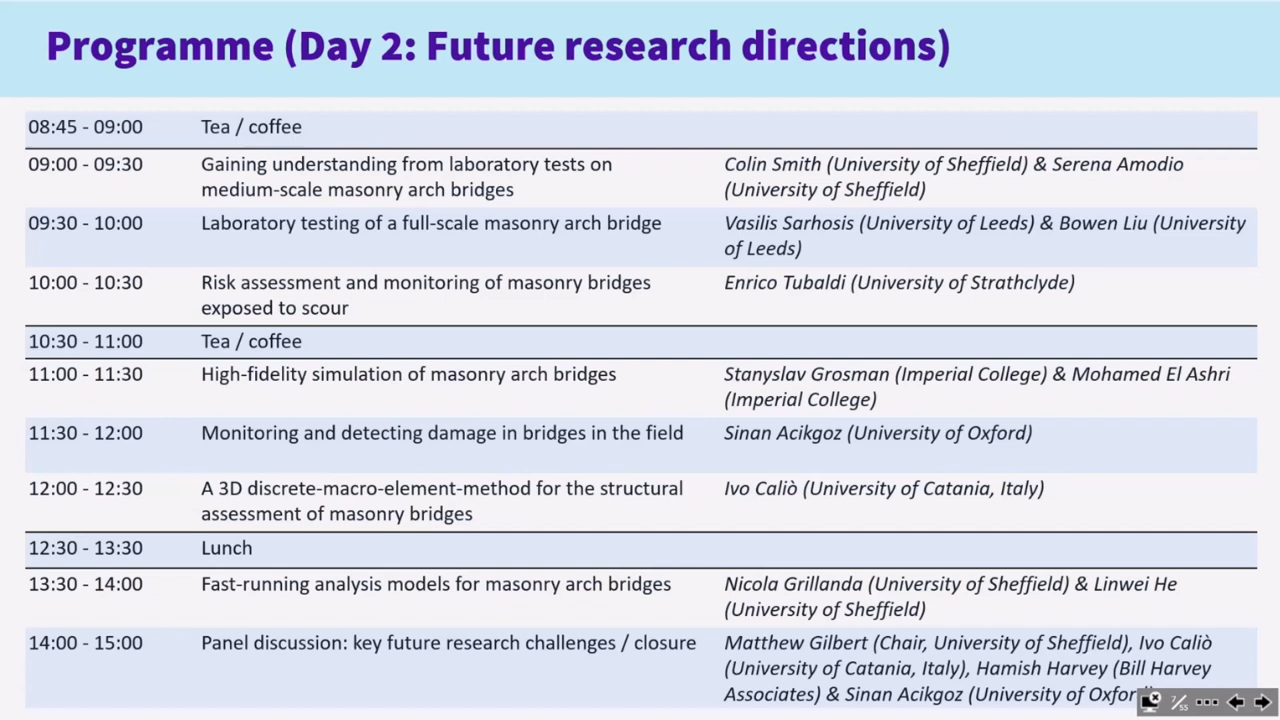 Programme (Day 2: Future research directions)
08:45 - 09:00 Tea / coffee
09:00 - 09:30 Gaining understanding from laboratory tests on medium-scale masonry arch bridges Colin Smith (University of Sheffield) & Serena Amodio (University of Sheffield)
09:30 - 10:00 Laboratory testing of a full-scale masonry arch bridge Vasilis Sarhosis (University of Leeds) & Bowen Liu (University of Leeds)
10:00 - 10:30 Risk assessment and monitoring of masonry bridges exposed to scour Enrico Tubaldi (University of Strathclyde)
10:30 - 11:00 Tea / coffee
11:00 - 11:30 High-fidelity simulation of masonry arch bridges Stanyslav Grosman (Imperial College) & Mohamed El Ashri (Imperial College)
11:30 - 12:00 Monitoring and detecting damage in bridges in the field Sinan Acikgoz (University of Oxford)
12:00 - 12:30 A 3D discrete-macro-element-method for the structural assessment of masonry bridges Ivo Caliò (University of Catania, Italy)
12:30 - 13:30 Lunch
13:30 - 14:00 Fast-running analysis models for masonry arch bridges Nicola Grillanda (University of Sheffield) & Linwei He (University of Sheffield)
14:00 - 15:00 Panel discussion: key future research challenges / closure Matthew Gilbert (Chair, University of Sheffield), Ivo Caliò (University of Catania, Italy), Hamish Harvey (Bill Harvey Associates) & Sinan Acikgoz (University of Oxfor
7/55